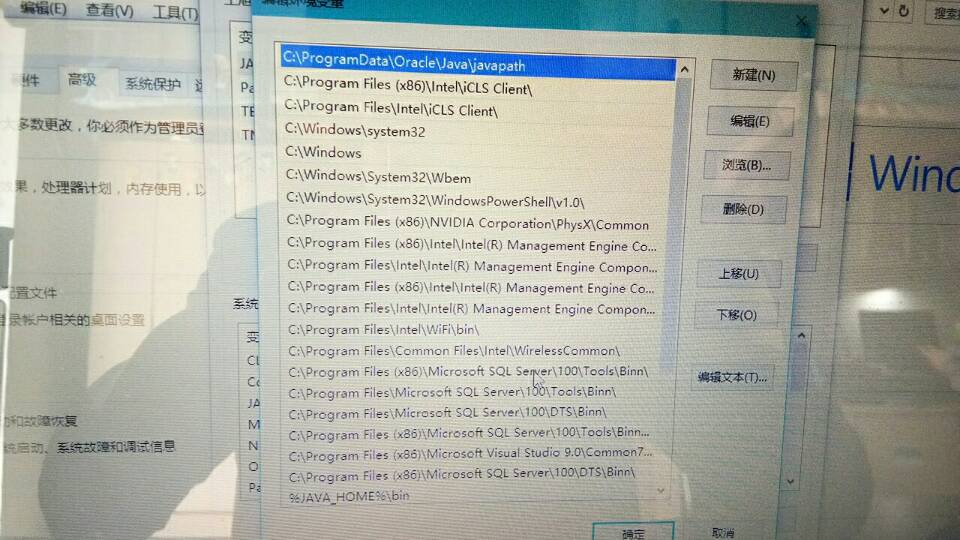 编辑环境变量
编辑(E) 查看(V) 工具(T)
搜索
硬件 高级 系统保护
大多数更改，你必须作为管理员登
效果，处理器计划，内存使用，以
配置文件
登录帐户相关的桌面设置
动和故障恢复
统启动、系统故障和调试信息
变
JA
Pa
TE
TM
系统
变
CL
Co
JA
M
N
O
Pa
C:\ProgramData\Oracle\Java\javapath
C:\Program Files (x86)\Intel\iCLS Client\
C:\Program Files\Intel\iCLS Client\
C:\Windows\system32
C:\Windows
C:\Windows\System32\Wbem
C:\Windows\System32\WindowsPowerShell\v1.0\
C:\Program Files (x86)\NVIDIA Corporation\PhysX\Common
C:\Program Files (x86)\Intel\Intel(R) Management Engine Co...
C:\Program Files\Intel\Intel(R) Management Engine Compon...
C:\Program Files (x86)\Intel\Intel(R) Management Engine Co...
C:\Program Files\Intel\Intel(R) Management Engine Compon...
C:\Program Files\Intel\WiFi\bin\
C:\Program Files\Common Files\Intel\WirelessCommon\
C:\Program Files (x86)\Microsoft SQL Server\100\Tools\Binn\
C:\Program Files\Microsoft SQL Server\100\Tools\Binn\
C:\Program Files\Microsoft SQL Server\100\DTS\Binn\
C:\Program Files (x86)\Microsoft SQL Server\100\Tools\Binn...
C:\Program Files (x86)\Microsoft Visual Studio 9.0\Common7...
C:\Program Files (x86)\Microsoft SQL Server\100\DTS\Binn\
%JAVA_HOME%\bin
新建(N)
编辑(E)
浏览(B)...
删除(D)
上移(U)
下移(O)
编辑文本(T)...
确定 取消
Wind